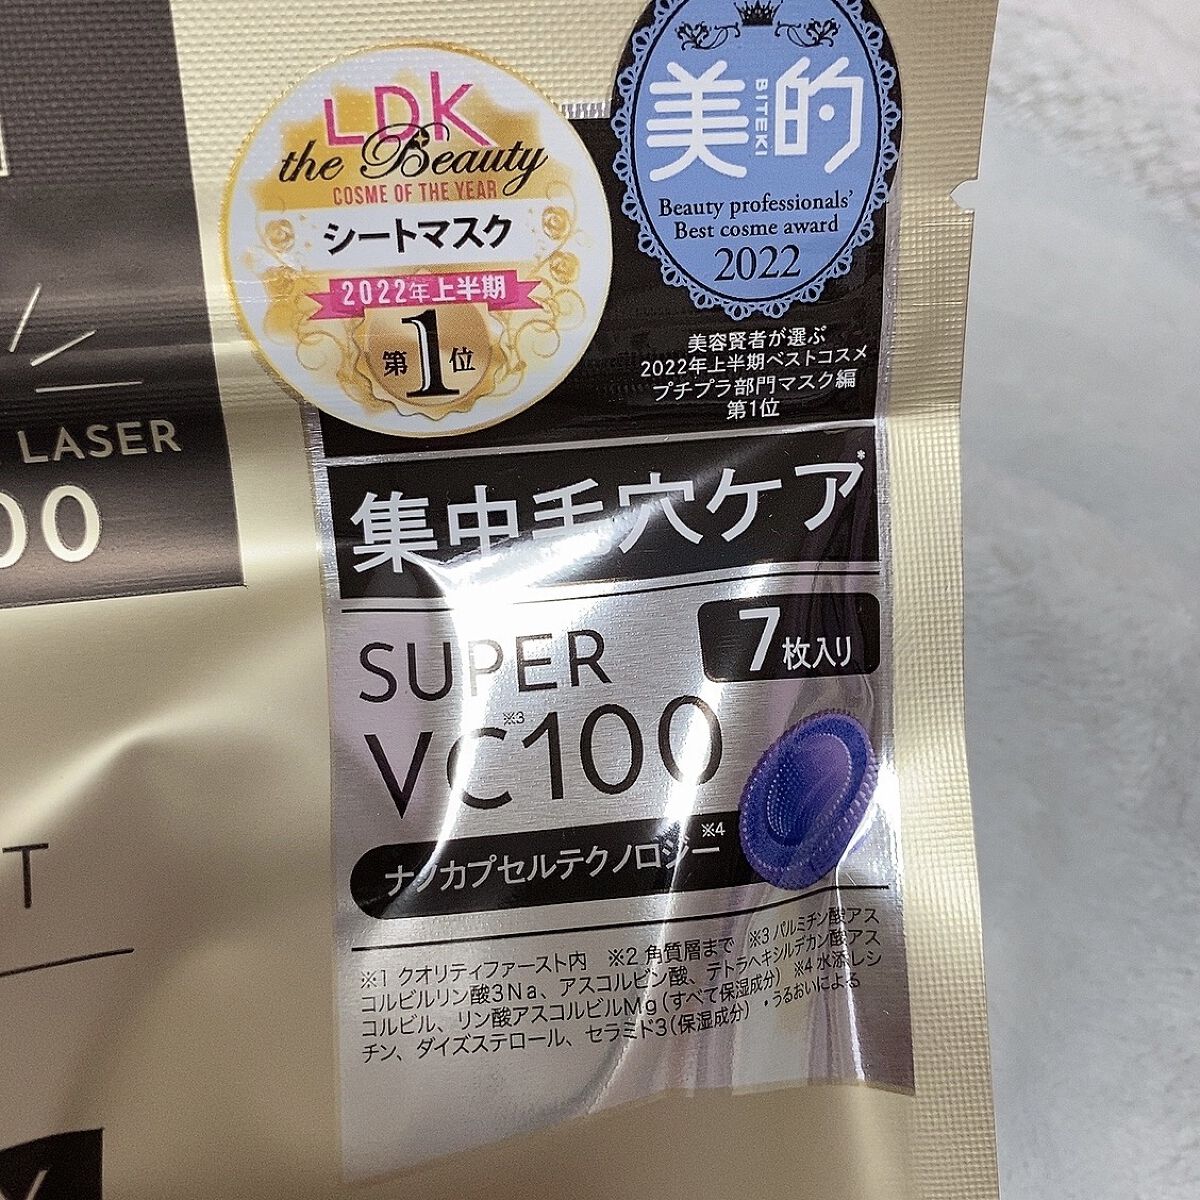 LDK
the Beauty
COSME OF THE YEAR
シートマスク
2022年上半期
第1位
美的
BITEKI
Beauty professionals'
Best cosme award
2022
美容賢者が選ぶ
2022年上半期ベストコスメ
プチプラ部門マスク編
第1位
LASER
00
集中毛穴ケア*
SUPER
VC100※3
7枚入り
ナノカプセルテクノロジー※4
T
※1 クオリティファースト内 ※2 角質層まで ※3 パルミチン酸アス
コルビルリン酸3Na、アスコルビン酸、テトラヘキシルデカン酸アス
コルビル、リン酸アスコルビルMg(すべて保湿成分) ※4 水添レシ
チン、ダイズステロール、セラミド3(保湿成分) *うるおいによる
Y